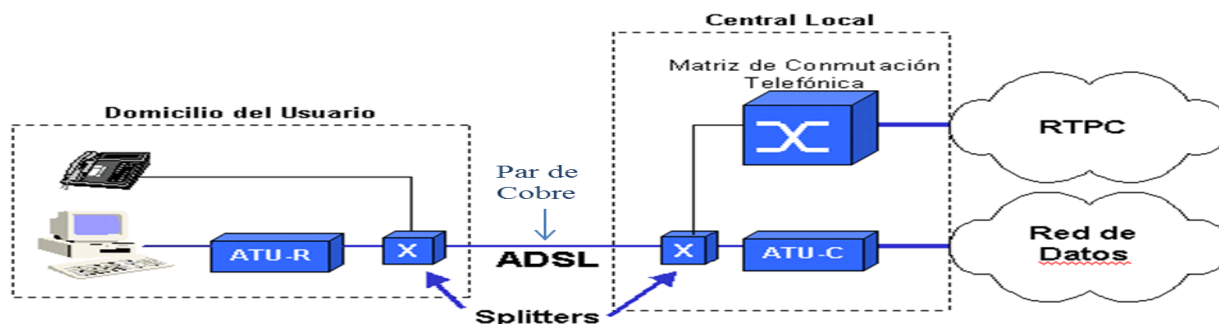 Central Local
Matriz de Conmutación
Telefónica
Domicilio del Usuario
RTPC
Par de
Cobre
ATU-R
X
ADSL
X
ATU-C
Red de
Datos
Splitters